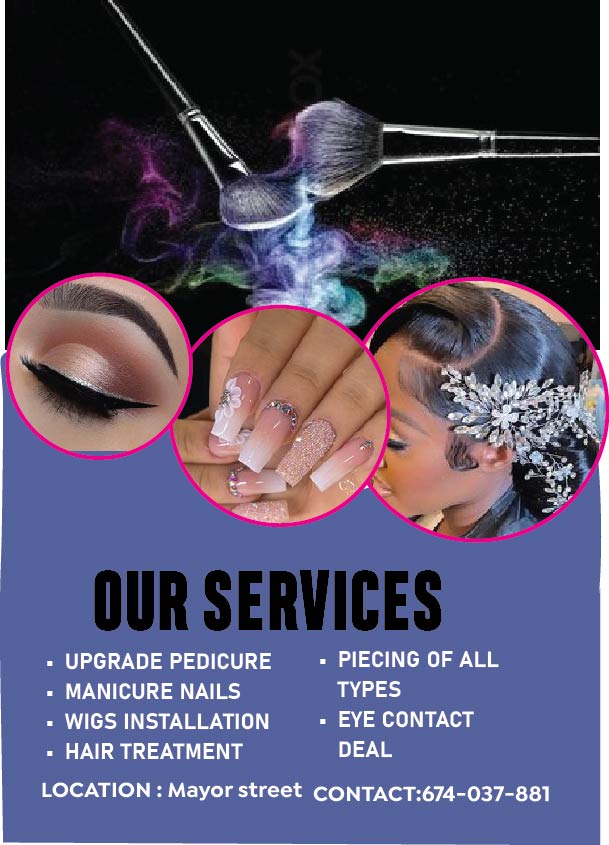 OUR SERVICES
▪ UPGRADE PEDICURE
▪ MANICURE NAILS
▪ WIGS INSTALLATION
▪ HAIR TREATMENT
▪ PIECING OF ALL
TYPES
▪ EYE CONTACT
DEAL
LOCATION : Mayor street
CONTACT:674-037-881